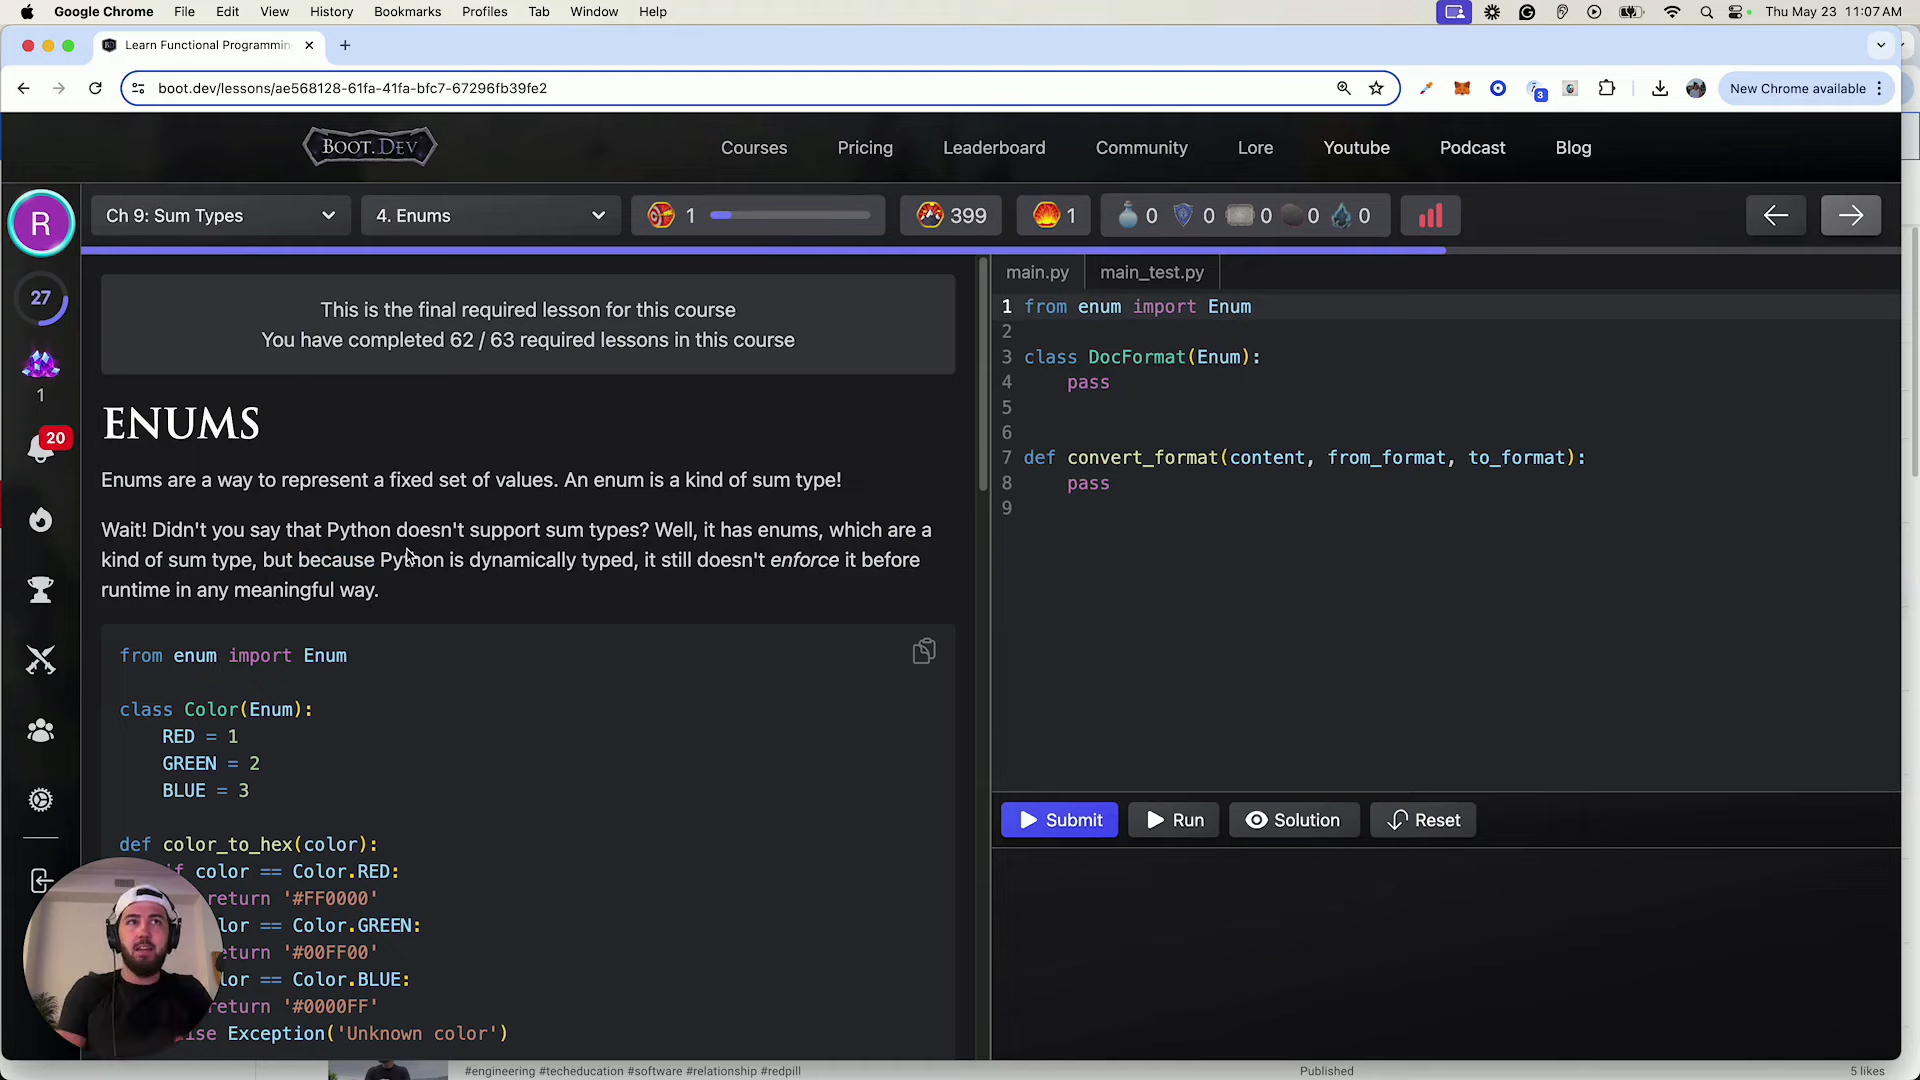 Google Chrome File Edit View History Bookmarks Profiles Tab Window Help Thu May 23 11:07 AM
Learn Functional Programmin
boot.dev/lessons/ae568128-61fa-41fa-bfc7-67296fb39fe2 3 New Chrome available
BOOT.DEV Courses Pricing Leaderboard Community Lore Youtube Podcast Blog
R Ch 9: Sum Types 4. Enums 1 399 1 0 0 0 0 0
27
1
20
This is the final required lesson for this course
You have completed 62 / 63 required lessons in this course
ENUMS
Enums are a way to represent a fixed set of values. An enum is a kind of sum type!
Wait! Didn't you say that Python doesn't support sum types? Well, it has enums, which are a
kind of sum type, but because Python is dynamically typed, it still doesn't enforce it before
runtime in any meaningful way.
from enum import Enum
class Color(Enum):
RED = 1
GREEN = 2
BLUE = 3
def color_to_hex(color):
color == Color.RED:
return '#FF0000'
== Color.GREEN:
'#00FF00'
== Color.BLUE:
return '#0000FF'
Exception('Unknown color')
main.py main_test.py
1 from enum import Enum
2
3 class DocFormat(Enum):
4 pass
5
6
7 def convert_format(content, from_format, to_format):
8 pass
9
Submit Run Solution Reset
#engineering #techeducation #software #relationship #redpill Published 5 likes